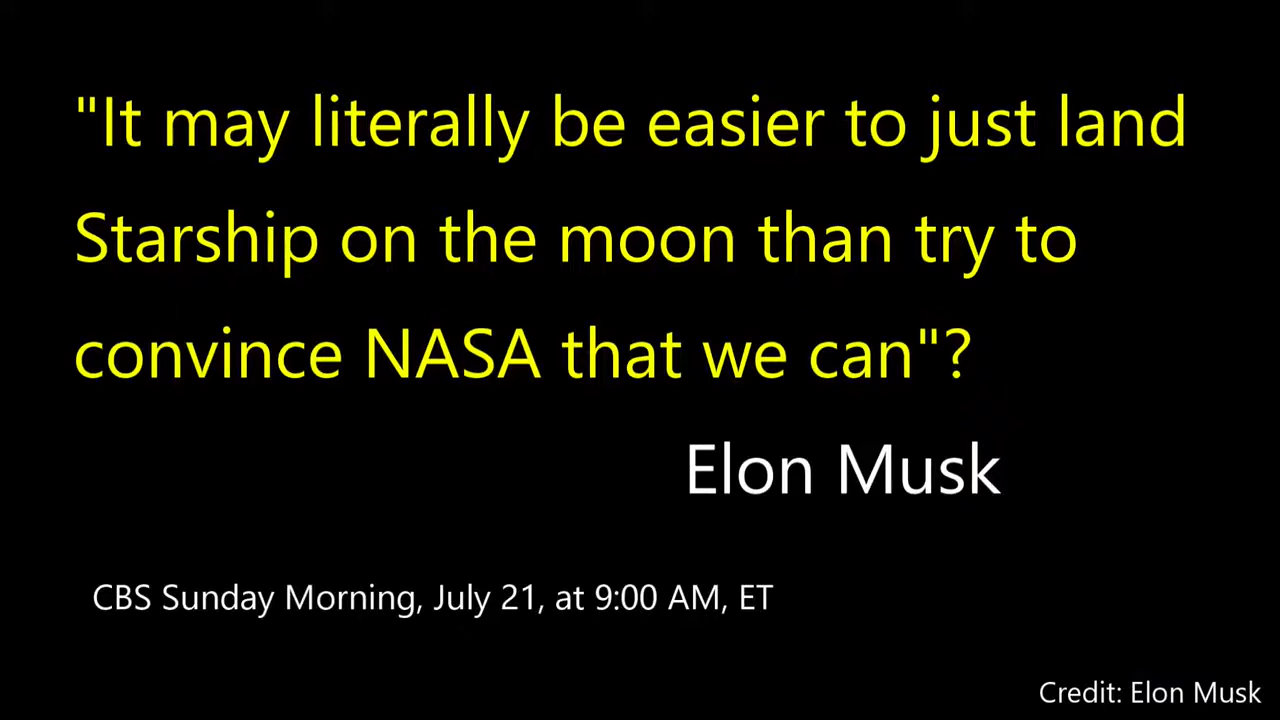 "It may literally be easier to just land
Starship on the moon than try to
convince NASA that we can"?
Elon Musk
CBS Sunday Morning, July 21, at 9:00 AM, ET
Credit: Elon Musk